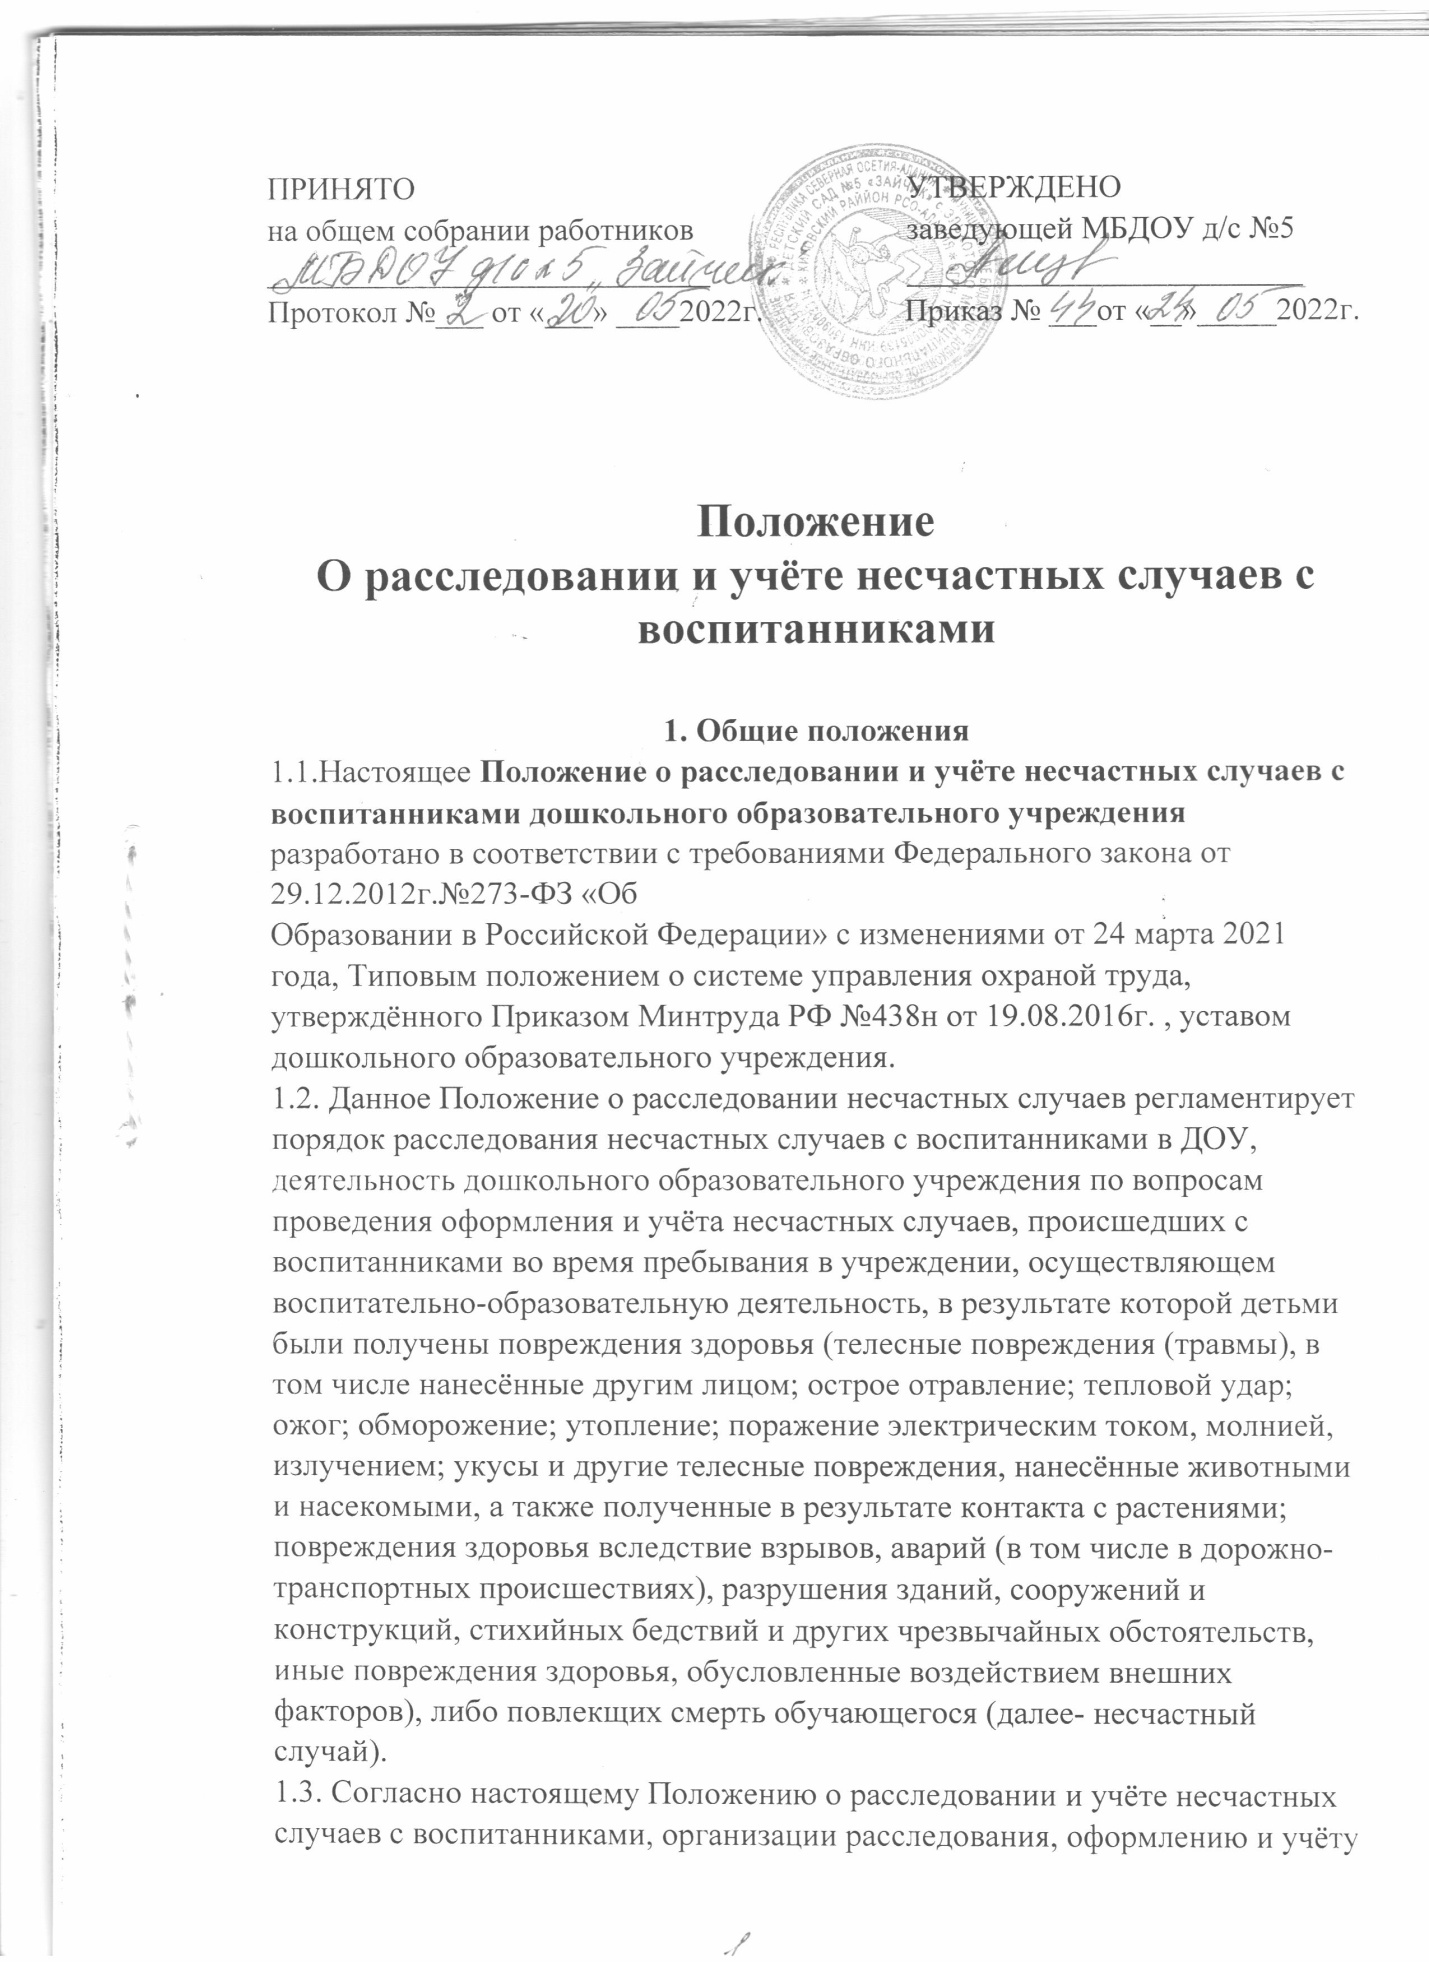 ПРИНЯТО
на общем собрании работников
МБДОУ д/с №5 „Зайчик
Протокол № 2 от «20» 05 2022г.
УТВЕРЖДЕНО
заведующей МБДОУ д/с №5
Приказ № 44 от «24» 05 2022г.
Положение
О расследовании и учёте несчастных случаев с
воспитанниками
1. Общие положения
1.1.Настоящее Положение о расследовании и учёте несчастных случаев с
воспитанниками дошкольного образовательного учреждения
разработано в соответствии с требованиями Федерального закона от
29.12.2012г.№273-ФЗ «Об
Образовании в Российской Федерации» с изменениями от 24 марта 2021
года, Типовым положением о системе управления охраной труда,
утверждённого Приказом Минтруда РФ №438н от 19.08.2016г. , уставом
дошкольного образовательного учреждения.
1.2. Данное Положение о расследовании несчастных случаев регламентирует
порядок расследования несчастных случаев с воспитанниками в ДОУ,
деятельность дошкольного образовательного учреждения по вопросам
проведения оформления и учёта несчастных случаев, происшедших с
воспитанниками во время пребывания в учреждении, осуществляющем
воспитательно-образовательную деятельность, в результате которой детьми
были получены повреждения здоровья (телесные повреждения (травмы), в
том числе нанесённые другим лицом; острое отравление; тепловой удар;
ожог; обморожение; утопление; поражение электрическим током, молнией,
излучением; укусы и другие телесные повреждения, нанесённые животными
и насекомыми, а также полученные в результате контакта с растениями;
повреждения здоровья вследствие взрывов, аварий (в том числе в дорожно-
транспортных происшествиях), разрушения зданий, сооружений и
конструкций, стихийных бедствий и других чрезвычайных обстоятельств,
иные повреждения здоровья, обусловленные воздействием внешних
факторов), либо повлекщих смерть обучающегося (далее- несчастный
случай).
1.3. Согласно настоящему Положению о расследовании и учёте несчастных
случаев с воспитанниками, организации расследования, оформлению и учёту
1